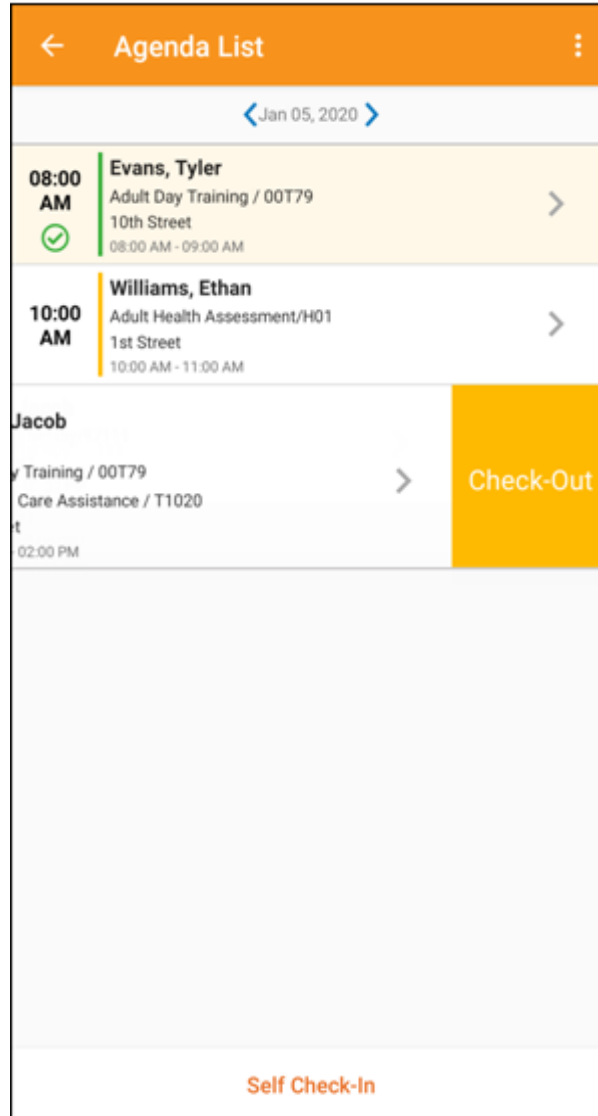 Agenda List
Jan 05, 2020
08:00
AM
Evans, Tyler
Adult Day Training / 00T79
10th Street
08:00 AM - 09:00 AM
10:00
AM
Williams, Ethan
Adult Health Assessment/H01
1st Street
10:00 AM - 11:00 AM
Jacob
y Training / 00T79
Care Assistance / T1020
t
- 02:00 PM
Check-Out
Self Check-In